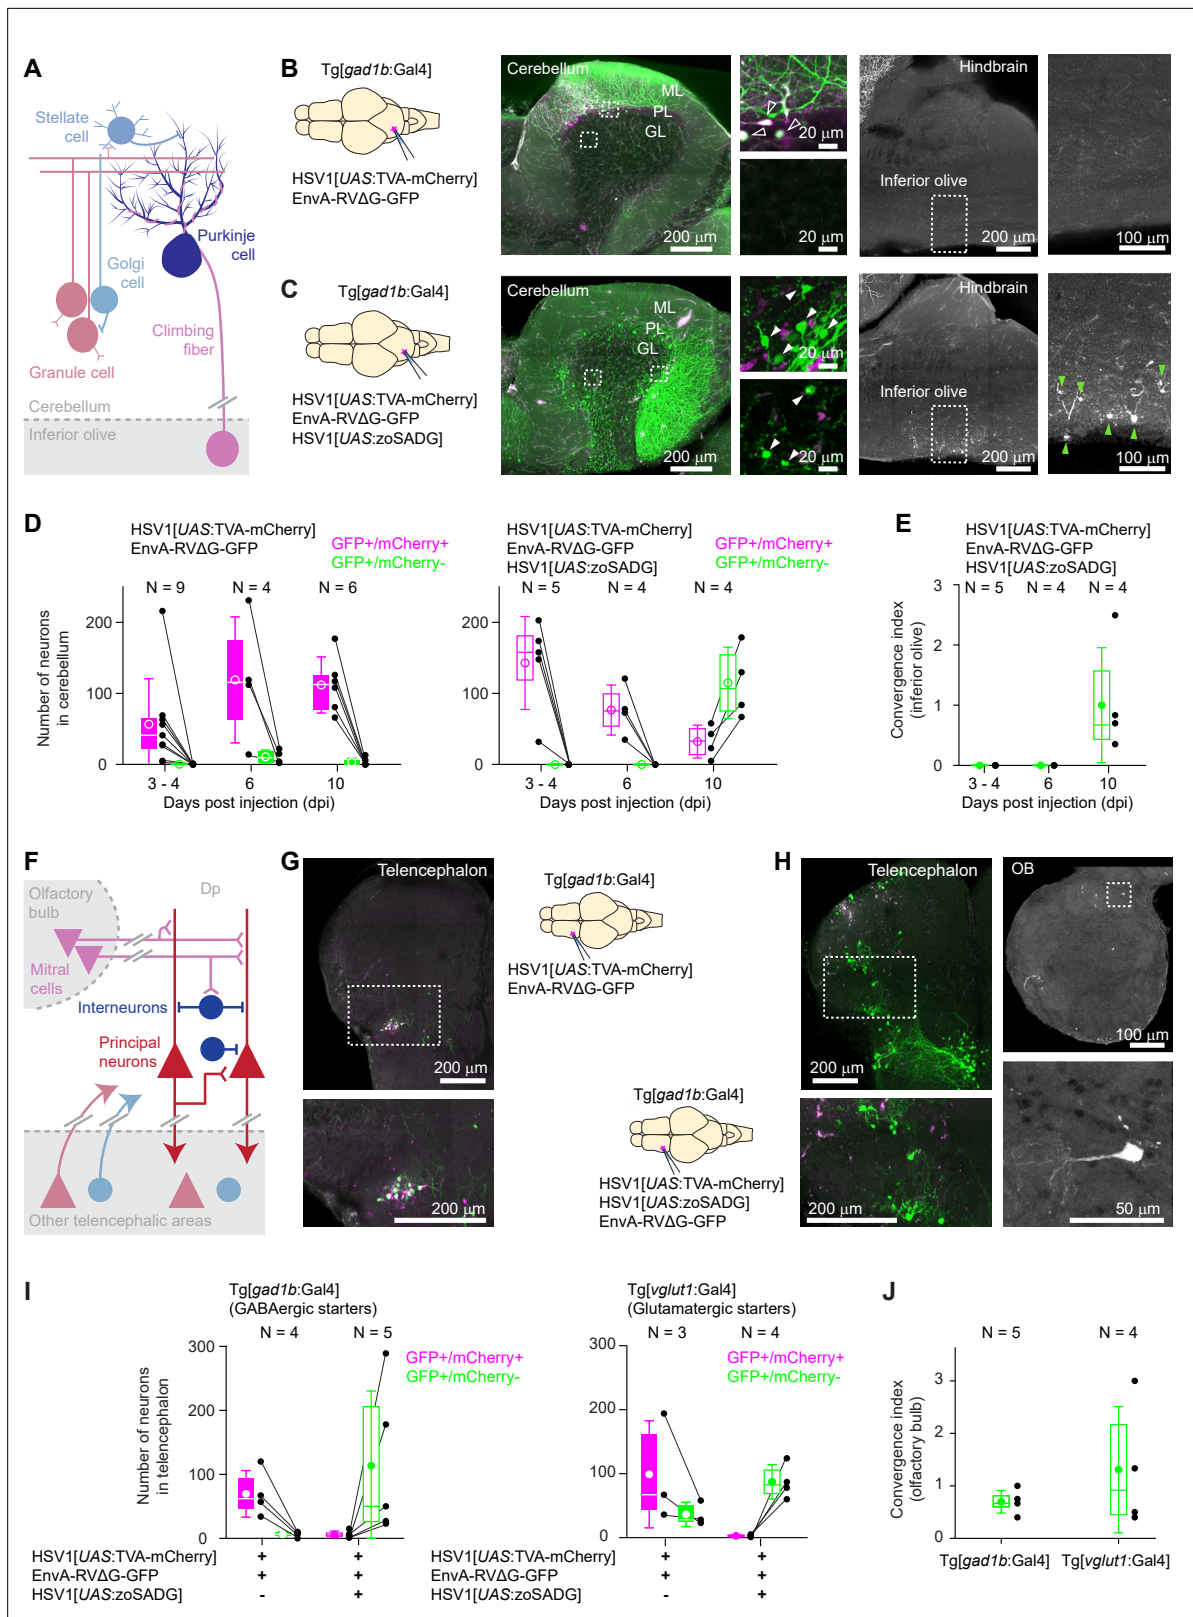 A
Stellate
cell
Purkinje
cell
Golgi
cell
Climbing
fiber
Granule cell
Cerebellum
Inferior olive
B
Tg[gad1b:Gal4]
HSV1[UAS:TVA-mCherry]
EnvA-RVΔG-GFP
Cerebellum
ML
PL
GL
200 μm
20 μm
20 μm
Hindbrain
Inferior olive
200 μm
100 μm
C
Tg[gad1b:Gal4]
HSV1[UAS:TVA-mCherry]
EnvA-RVΔG-GFP
HSV1[UAS:zoSADG]
Cerebellum
ML
PL
GL
200 μm
20 μm
20 μm
Hindbrain
Inferior olive
200 μm
100 μm
D
HSV1[UAS:TVA-mCherry]
EnvA-RVΔG-GFP
GFP+/mCherry+
GFP+/mCherry-
N = 9
N = 4
N = 6
Number of neurons
in cerebellum
200
100
0
3 - 4
6
10
Days post injection (dpi)
HSV1[UAS:TVA-mCherry]
EnvA-RVΔG-GFP
HSV1[UAS:zoSADG]
GFP+/mCherry+
GFP+/mCherry-
N = 5
N = 4
N = 4
200
100
0
3 - 4
6
10
Days post injection (dpi)
E
HSV1[UAS:TVA-mCherry]
EnvA-RVΔG-GFP
HSV1[UAS:zoSADG]
N = 5
N = 4
N = 4
Convergence index
(inferior olive)
3
2
1
0
3 - 4
6
10
Days post injection (dpi)
F
Olfactory
bulb
Dp
Mitral
cells
Interneurons
Principal
neurons
Other telencephalic areas
G
Telencephalon
200 μm
200 μm
Tg[gad1b:Gal4]
HSV1[UAS:TVA-mCherry]
EnvA-RVΔG-GFP
Tg[gad1b:Gal4]
HSV1[UAS:TVA-mCherry]
HSV1[UAS:zoSADG]
EnvA-RVΔG-GFP
H
Telencephalon
200 μm
200 μm
OB
100 μm
50 μm
I
Tg[gad1b:Gal4]
(GABAergic starters)
N = 4
N = 5
GFP+/mCherry+
GFP+/mCherry-
Number of neurons
in telencephalon
300
200
100
0
HSV1[UAS:TVA-mCherry] + +
EnvA-RVΔG-GFP + +
HSV1[UAS:zoSADG] - +
Tg[vglut1:Gal4]
(Glutamatergic starters)
N = 3
N = 4
GFP+/mCherry+
GFP+/mCherry-
300
200
100
0
HSV1[UAS:TVA-mCherry] + +
EnvA-RVΔG-GFP + +
HSV1[UAS:zoSADG] - +
J
N = 5
N = 4
Convergence index
(olfactory bulb)
3
2
1
0
Tg[gad1b:Gal4]
Tg[vglut1:Gal4]